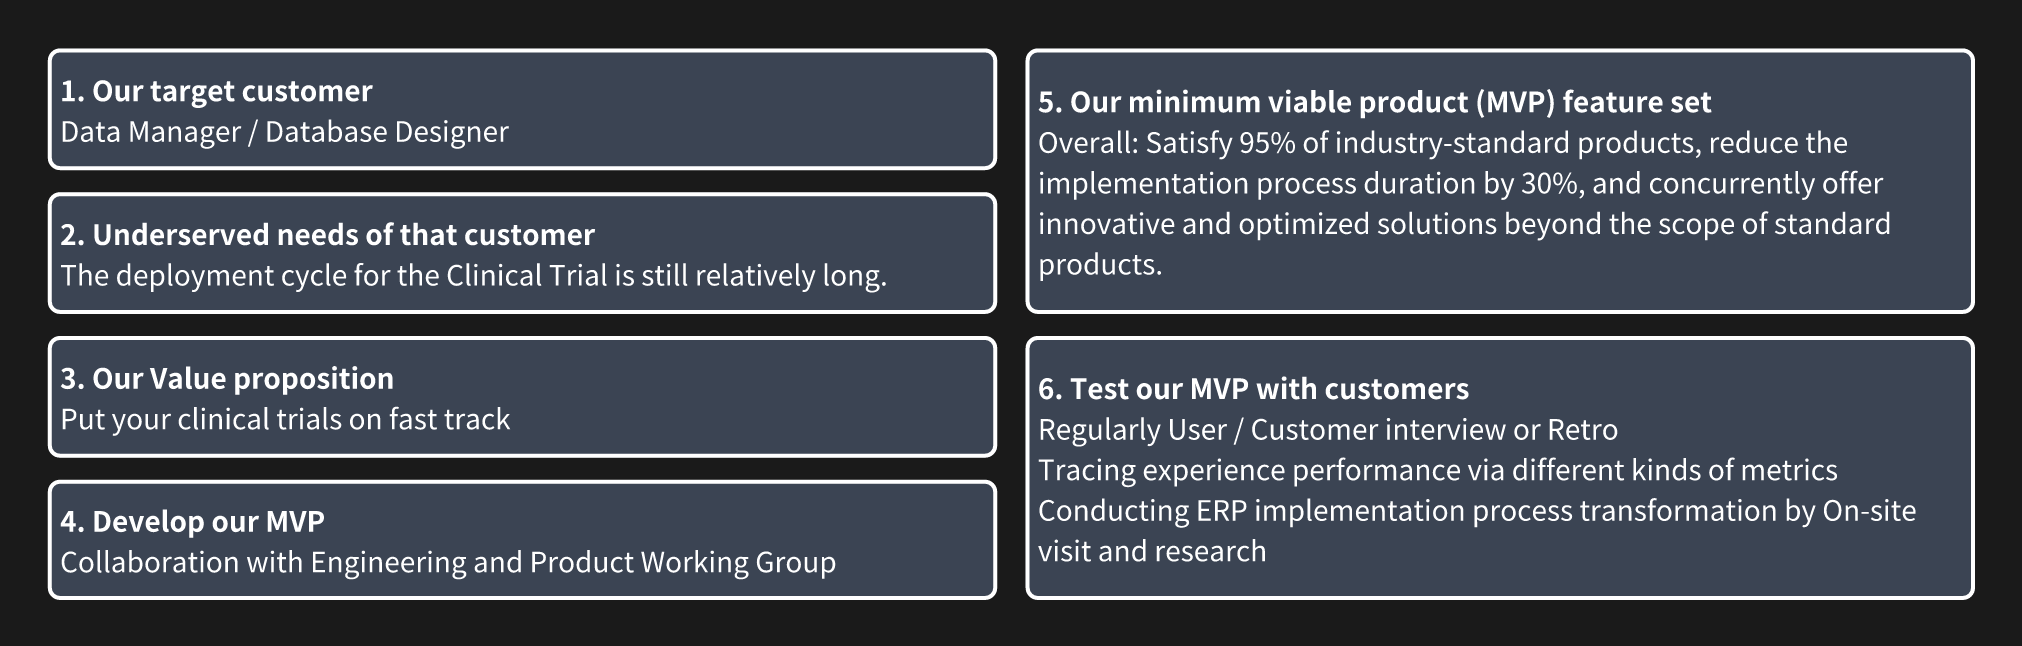 1. Our target customer
Data Manager / Database Designer
2. Underserved needs of that customer
The deployment cycle for the Clinical Trial is still relatively long.
3. Our Value proposition
Put your clinical trials on fast track
4. Develop our MVP
Collaboration with Engineering and Product Working Group
5. Our minimum viable product (MVP) feature set
Overall: Satisfy 95% of industry-standard products, reduce the
implementation process duration by 30%, and concurrently offer
innovative and optimized solutions beyond the scope of standard
products.
6. Test our MVP with customers
Regularly User / Customer interview or Retro
Tracing experience performance via different kinds of metrics
Conducting ERP implementation process transformation by On-site
visit and research